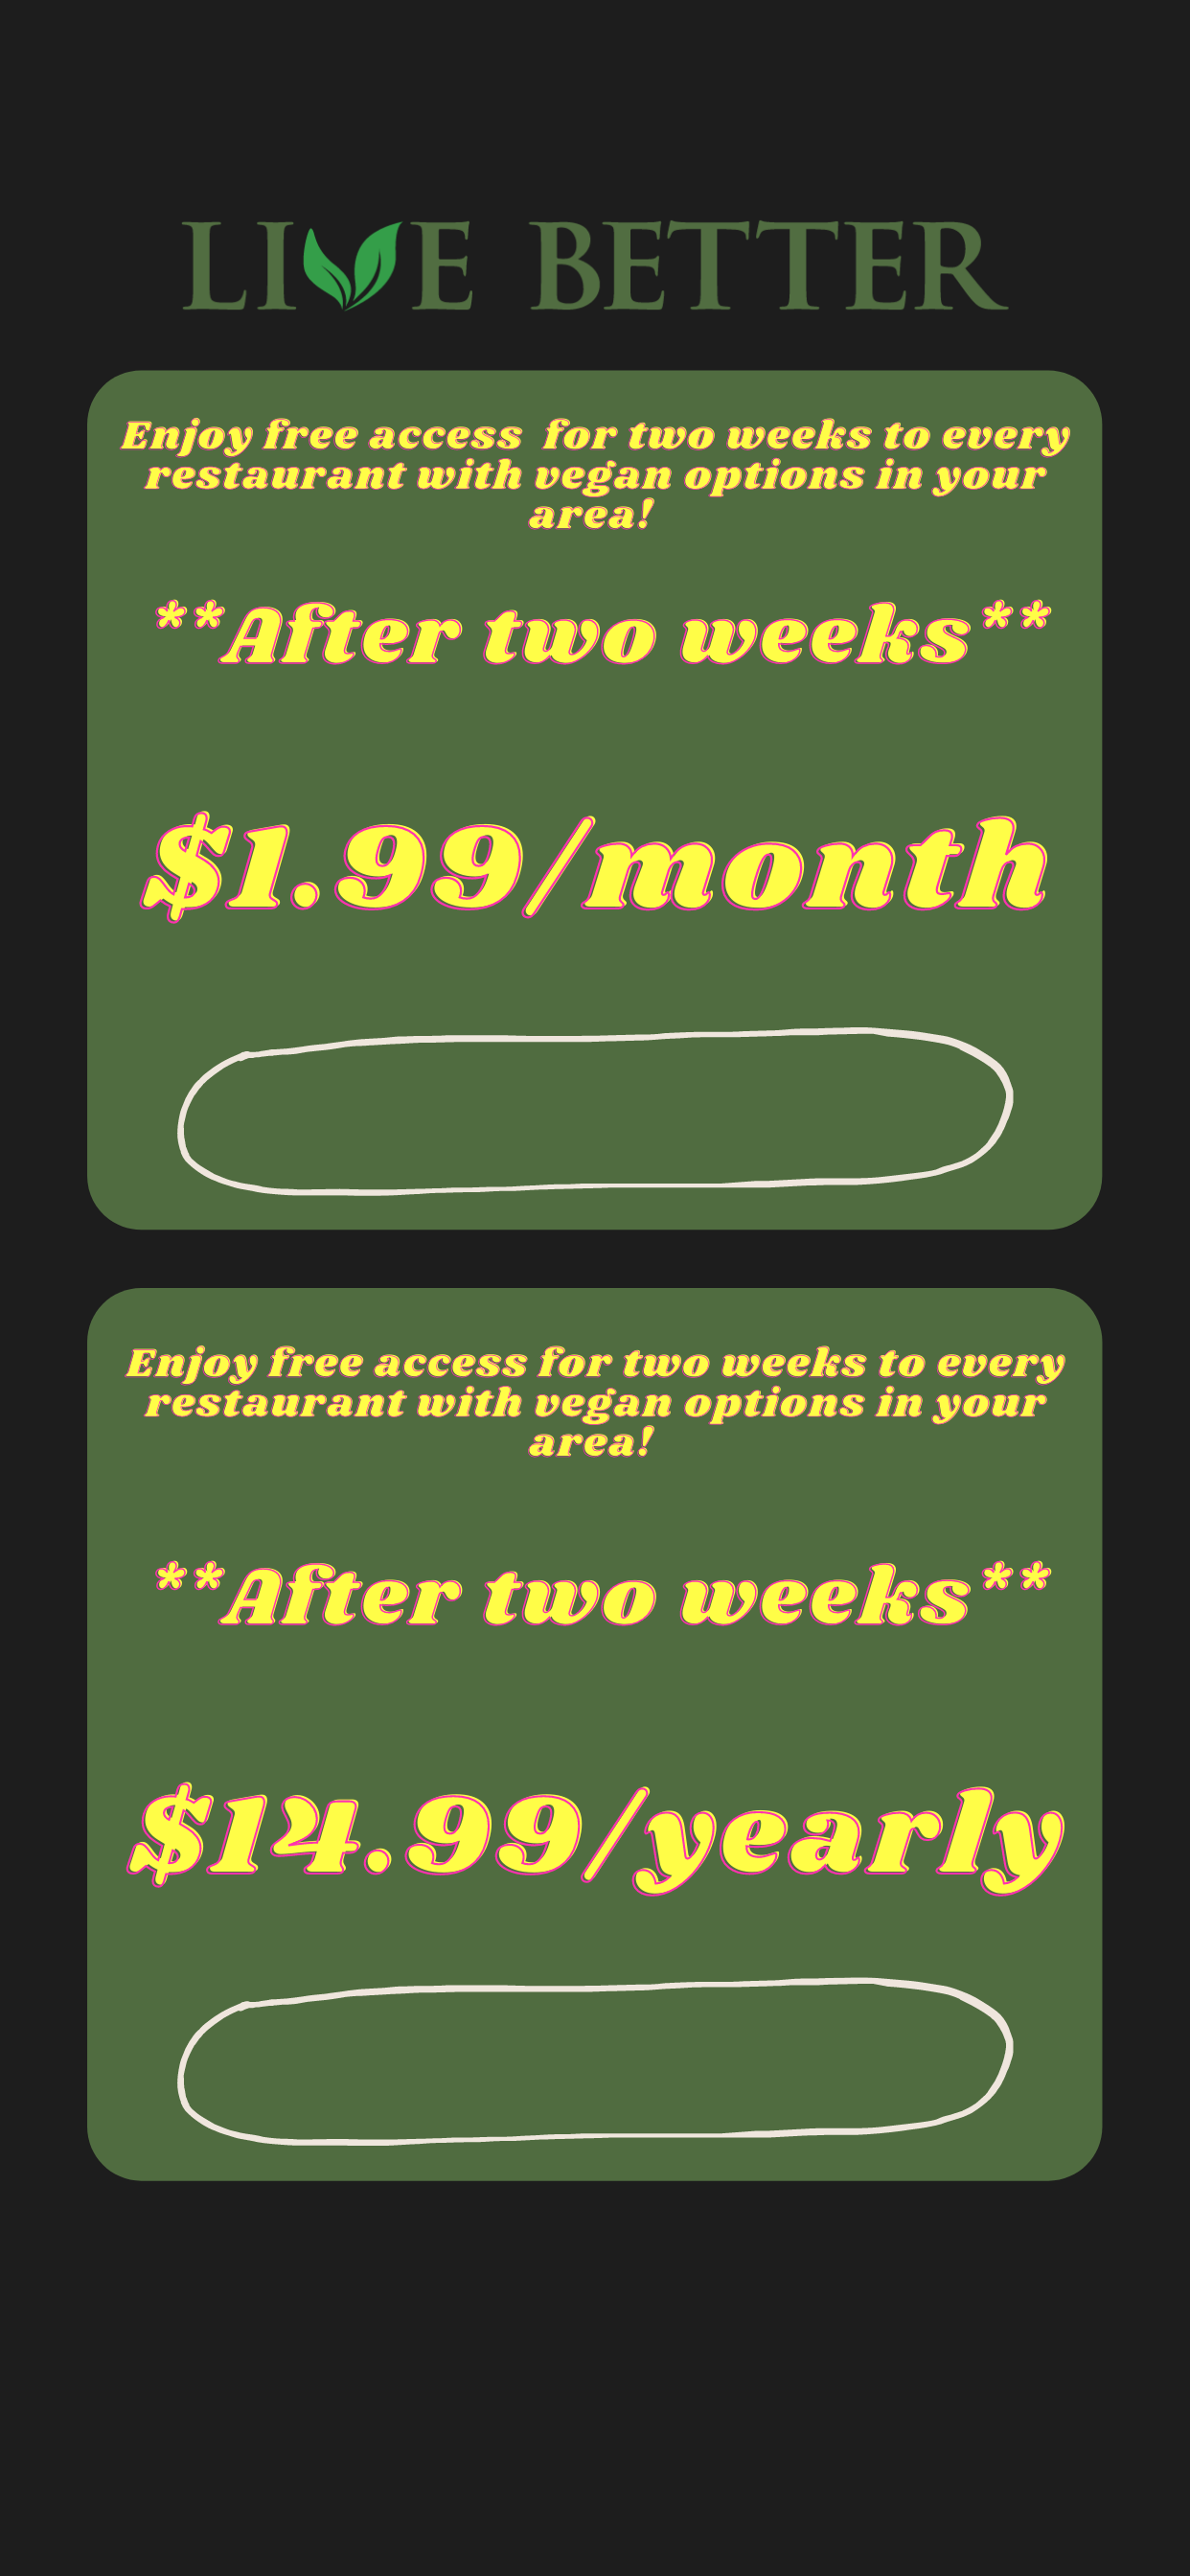 LIVE BETTER
Enjoy free access  for two weeks to every
restaurant with vegan options in your
area!
**After two weeks**
$1.99/month
Enjoy free access for two weeks to every
restaurant with vegan options in your
area!
**After two weeks**
$14.99/yearly